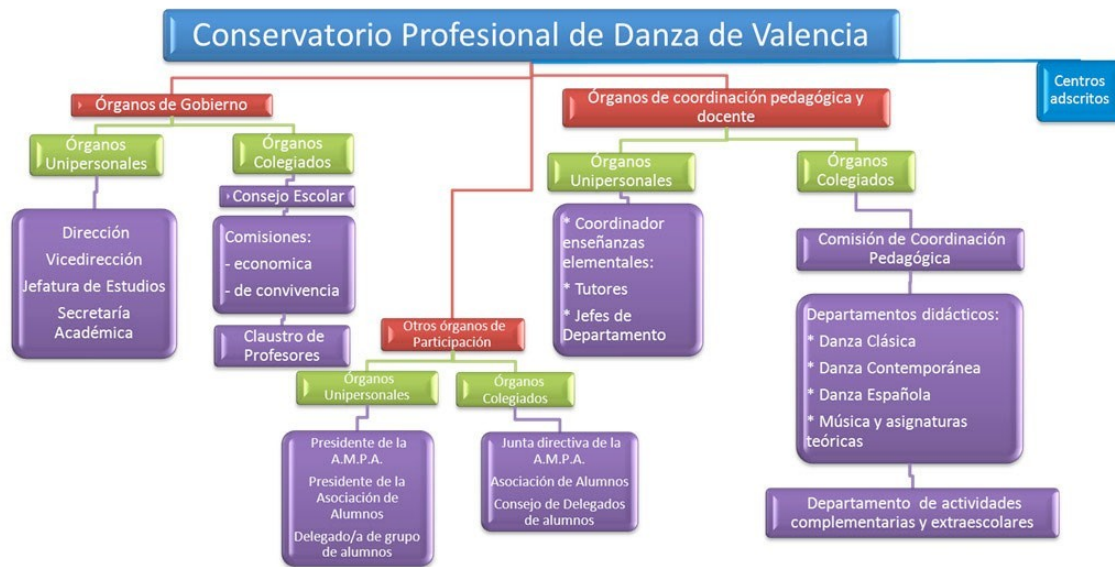 Conservatorio Profesional de Danza de Valencia
Centros
adscritos
Órganos de Gobierno
Órganos
Unipersonales
Dirección
Vicedirección
Jefatura de Estudios
Secretaría
Académica
Órganos
Colegiados
Consejo Escolar
Comisiones:
- economica
- de convivencia
Claustro de
Profesores
Otros órganos de
Participación
Órganos
Unipersonales
Presidente de la
A.M.P.A.
Presidente de la
Asociación de
Alumnos
Delegado/a de grupo
de alumnos
Órganos
Colegiados
Junta directiva de la
A.M.P.A.
Asociación de Alumnos
Consejo de Delegados
de alumnos
Órganos de coordinación pedagógica y
docente
Órganos
Unipersonales
* Coordinador
enseñanzas
elementales:
* Tutores
* Jefes de
Departamento
Órganos
Colegiados
Comisión de Coordinación
Pedagógica
Departamentos didácticos:
* Danza Clásica
* Danza Contemporánea
* Danza Española
* Música y asignaturas
teóricas
Departamento de actividades
complementarias y extraescolares